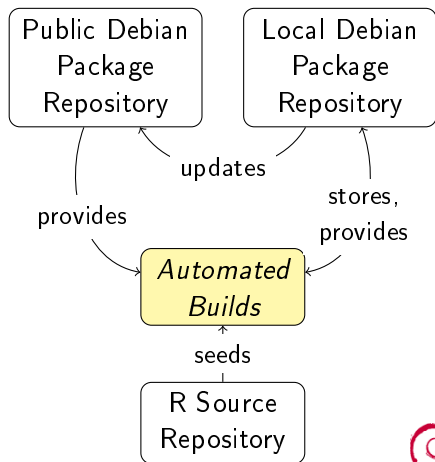 Public Debian
Package
Repository
Local Debian
Package
Repository
updates
provides
stores,
provides
Automated
Builds
seeds
R Source
Repository